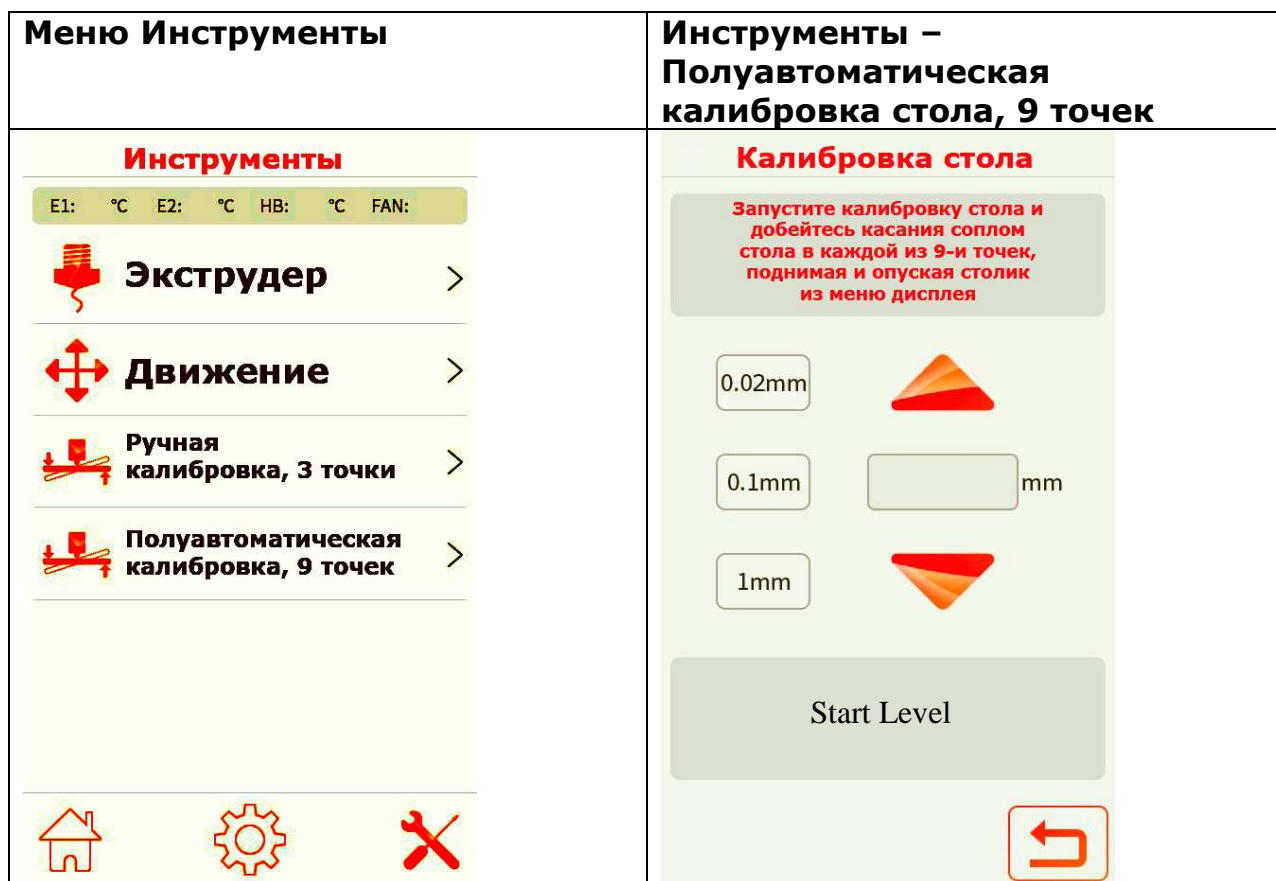 Меню Инструменты
Инструменты –
Полуавтоматическая
калибровка стола, 9 точек
Инструменты
E1: °C E2: °C HB: °C FAN:
Экструдер
Движение
Ручная
калибровка, 3 точки
Полуавтоматическая
калибровка, 9 точек
Калибровка стола
Запустите калибровку стола и
добейтесь касания соплом
стола в каждой из 9-и точек,
поднимая и опуская столик
из меню дисплея
0.02mm
0.1mm
mm
1mm
Start Level